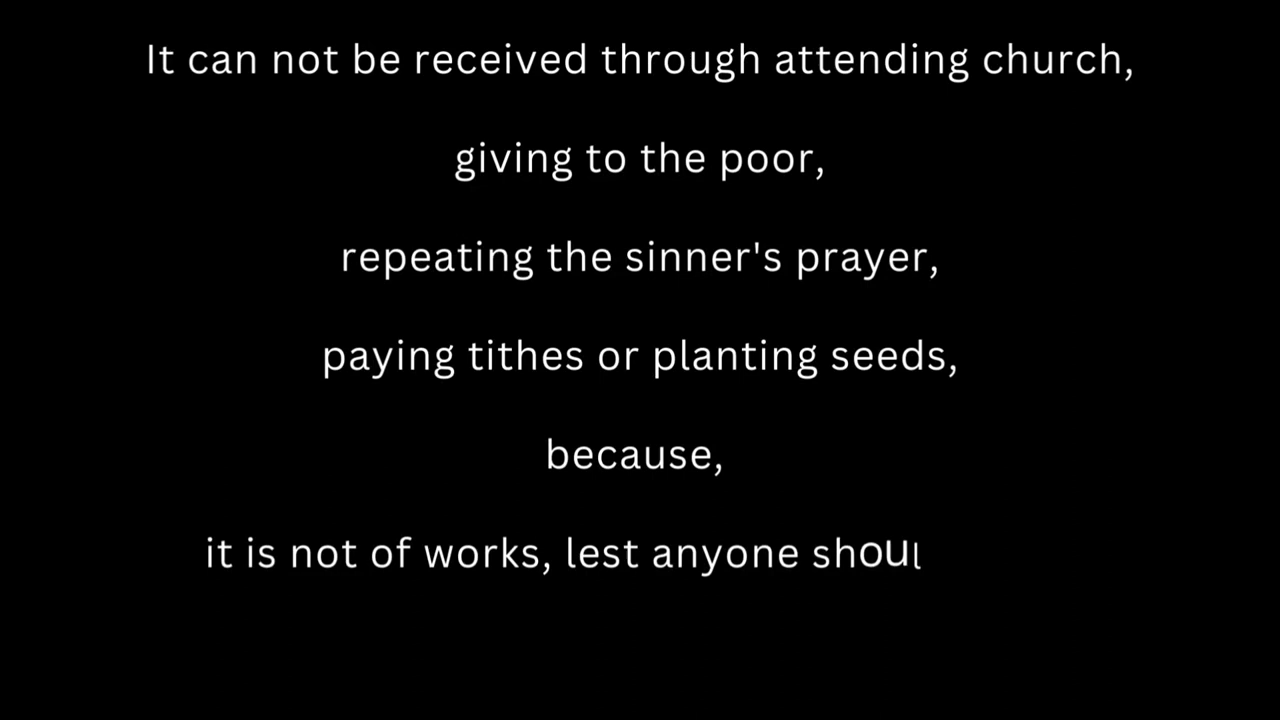 It can not be received through attending church,
giving to the poor,
repeating the sinner's prayer,
paying tithes or planting seeds,
because,
it is not of works, lest anyone shoul